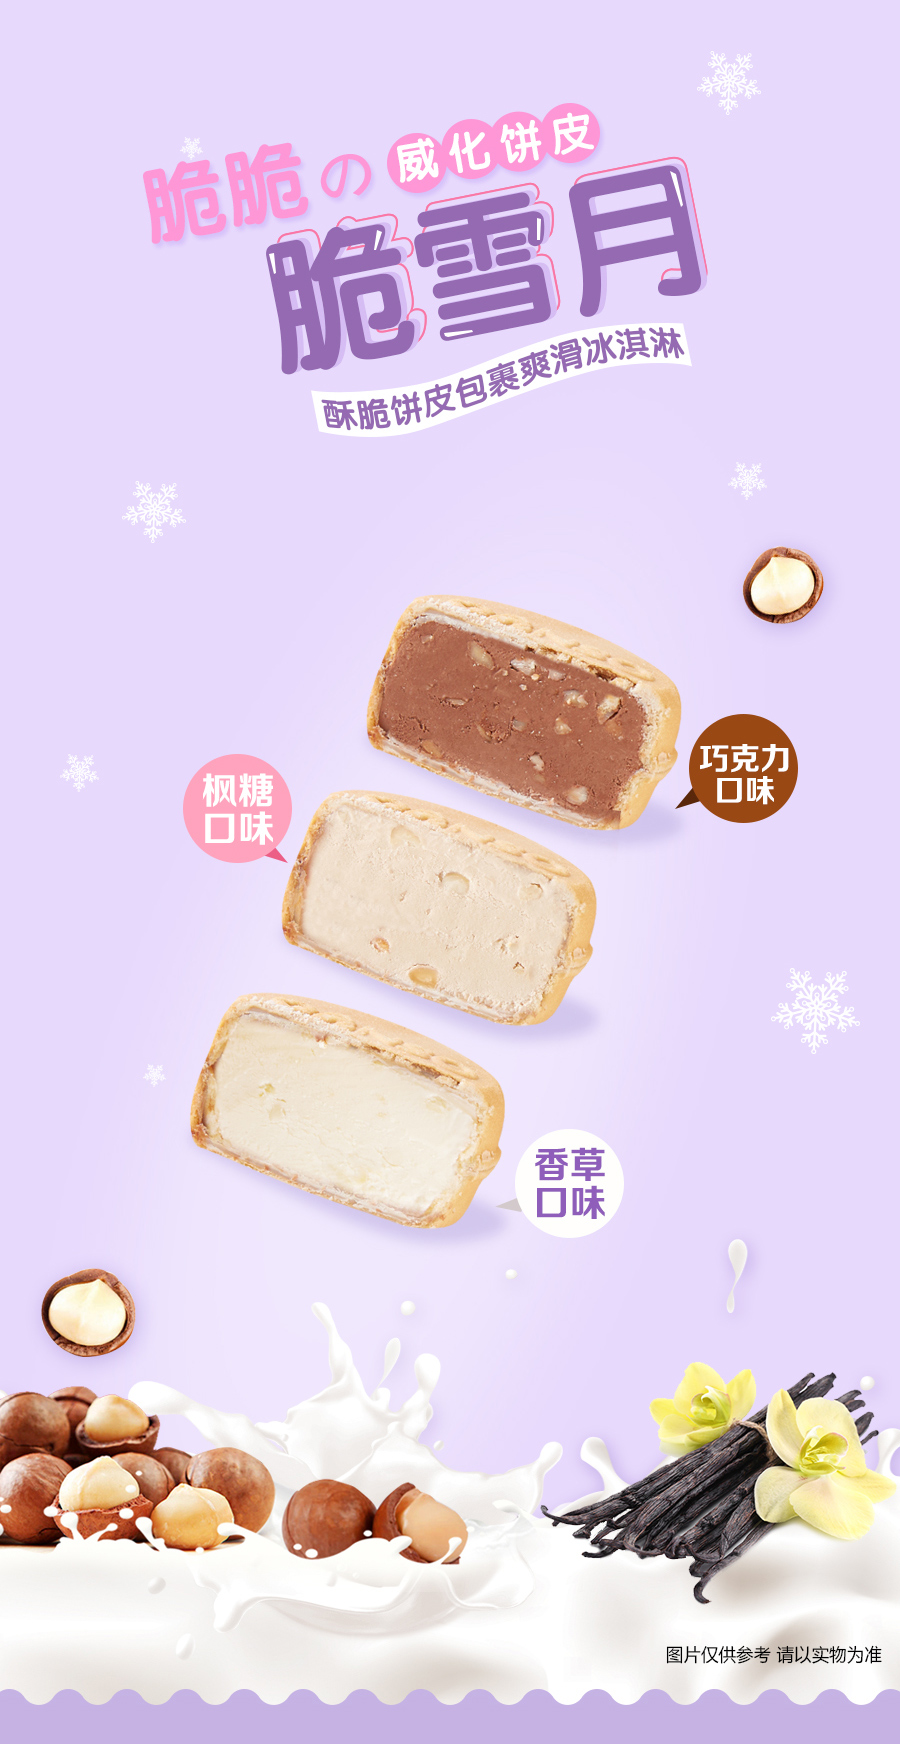 脆脆の威化饼皮
脆雪月
酥脆饼皮包裹爽滑冰淇淋
巧克力
口味
枫糖
口味
香草
口味
图片仅供参考 请以实物为准